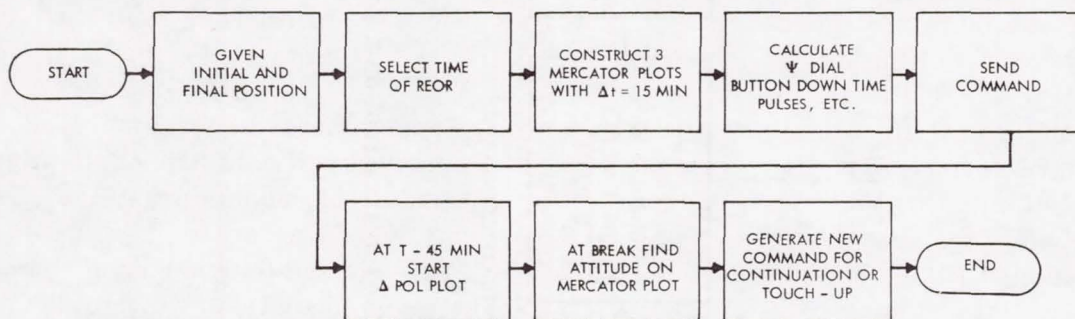 START
GIVEN
INITIAL AND
FINAL POSITION
SELECT TIME
OF REOR
CONSTRUCT 3
MERCATOR PLOTS
WITH Δt = 15 MIN
CALCULATE
Ψ DIAL
BUTTON DOWN TIME
PULSES, ETC.
SEND
COMMAND
AT T - 45 MIN
START
Δ POL PLOT
AT BREAK FIND
ATTITUDE ON
MERCATOR PLOT
GENERATE NEW
COMMAND FOR
CONTINUATION OR
TOUCH - UP
END